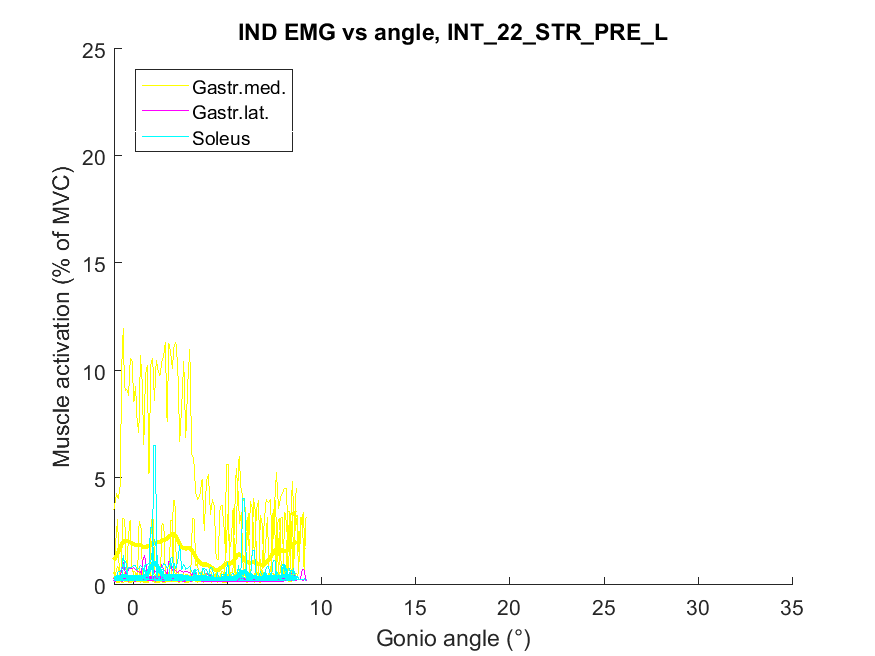 IND EMG vs angle, INT_22_STR_PRE_L
25
Gastr.med.
Gastr.lat.
Soleus
20
15
10
5
0
Muscle activation (% of MVC)
0 5 10 15 20 25 30 35
Gonio angle (°)